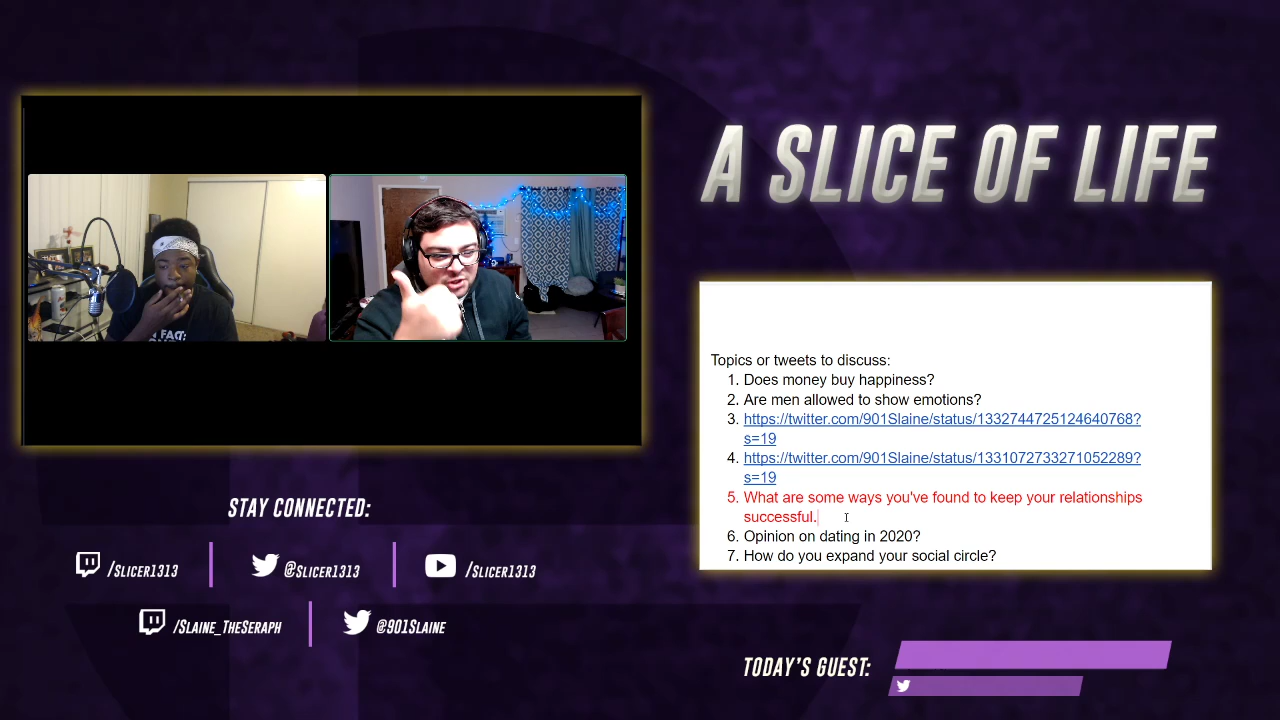 A SLICE OF LIFE
Topics or tweets to discuss:
1. Does money buy happiness?
2. Are men allowed to show emotions?
3. https://twitter.com/901Slaine/status/1332744725124640768?
s=19
4. https://twitter.com/901Slaine/status/1331072733271052289?
s=19
5. What are some ways you've found to keep your relationships
successful.
6. Opinion on dating in 2020?
7. How do you expand your social circle?
STAY CONNECTED:
/SLICER1313
@SLICER1313
/SLICER1313
/SLAINE_THESERAPH
@901SLAINE
TODAY'S GUEST: